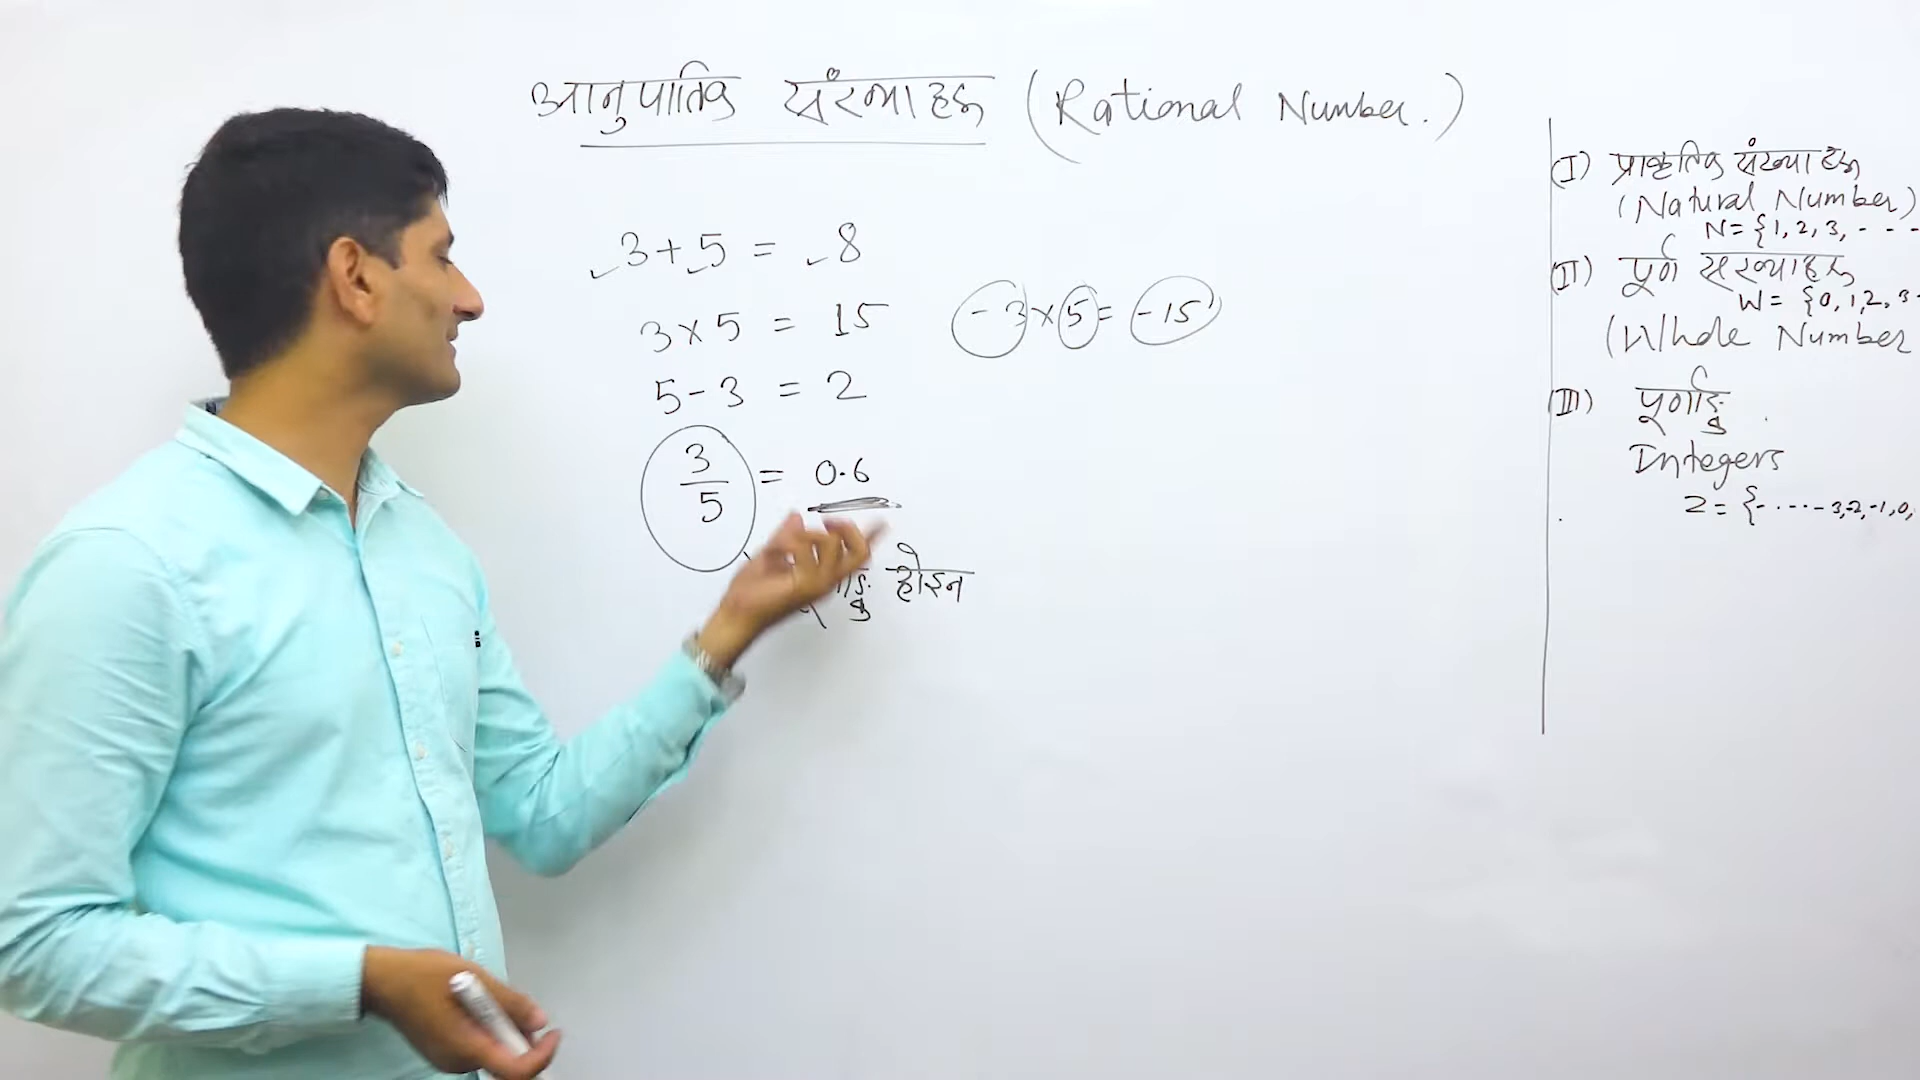 आनुपातिक संख्याहरू (Rational Number.)
3+5 = 8
3×5 = 15
-3×5= -15
5-3 = 2
3/5 = 0.6
होइन
(I) प्राकृतिक संख्याहरू
(Natural Number)
N={1,2,3,- - -
(II) पूर्ण संख्याहरू
W = {0,1,2,3-
(Whole Number
(III) पूर्णाङ्क
Integers
Z={-....-3,-2,-1,0,